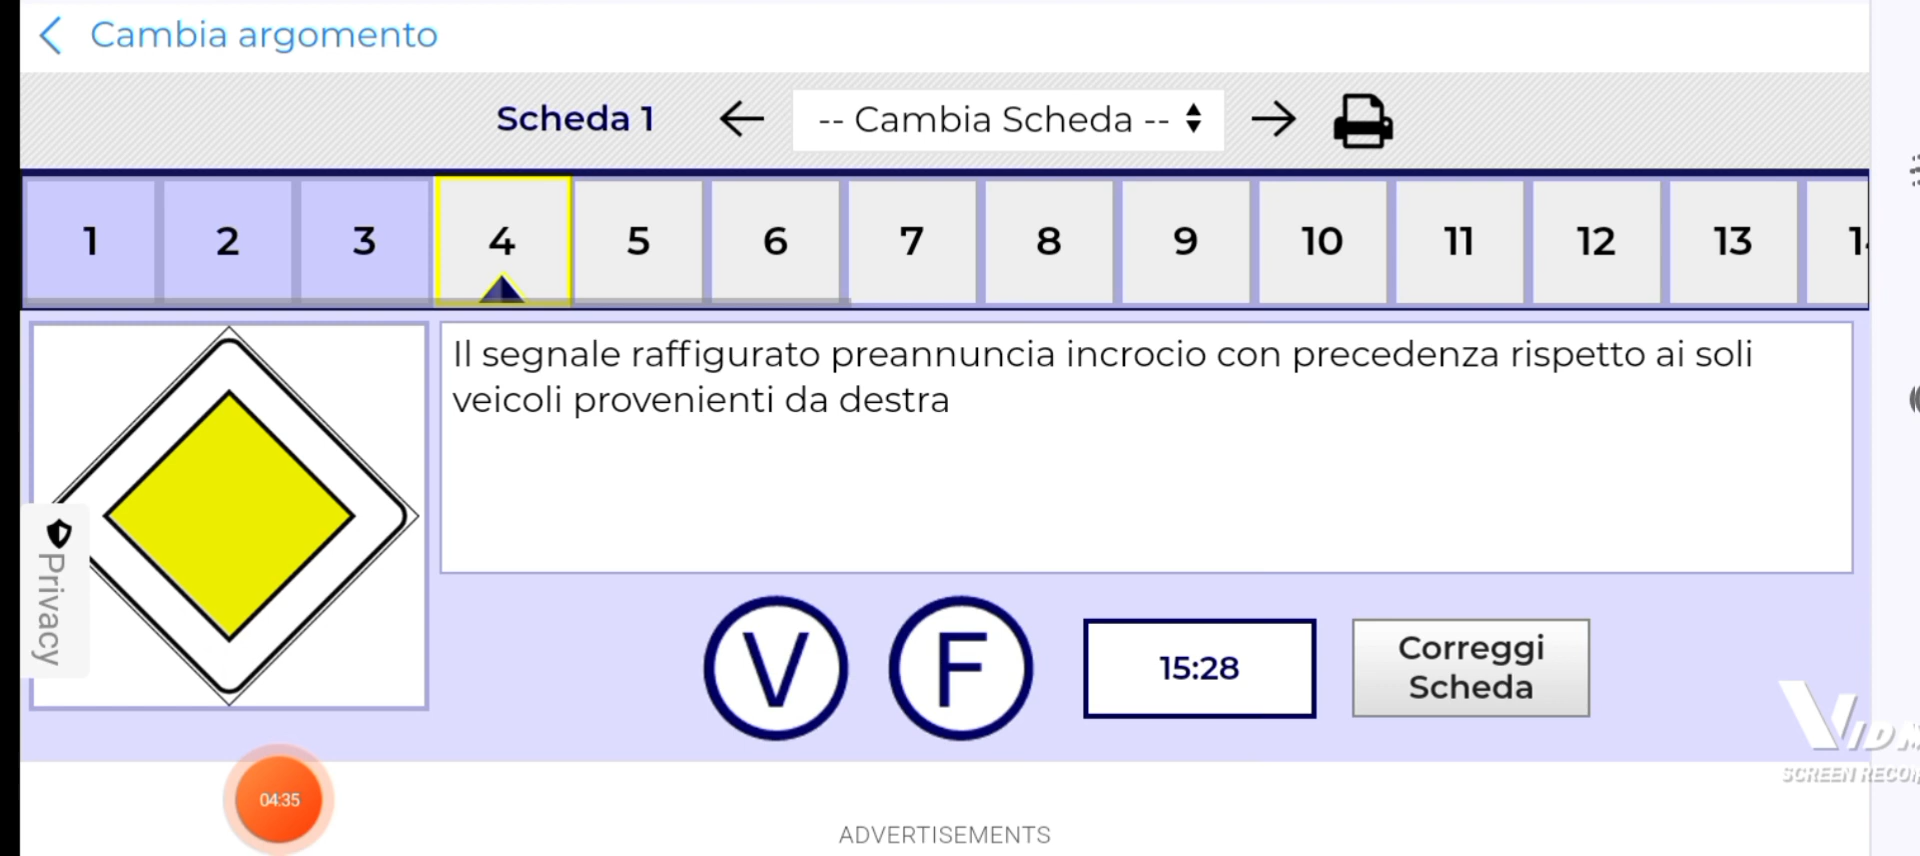 Cambia argomento
Scheda 1
-- Cambia Scheda --
1 2 3 4 5 6 7 8 9 10 11 12 13
Il segnale raffigurato preannuncia incrocio con precedenza rispetto ai soli
veicoli provenienti da destra
Privacy
V F 15:28 Correggi
Scheda
04:35
ADVERTISEMENTS